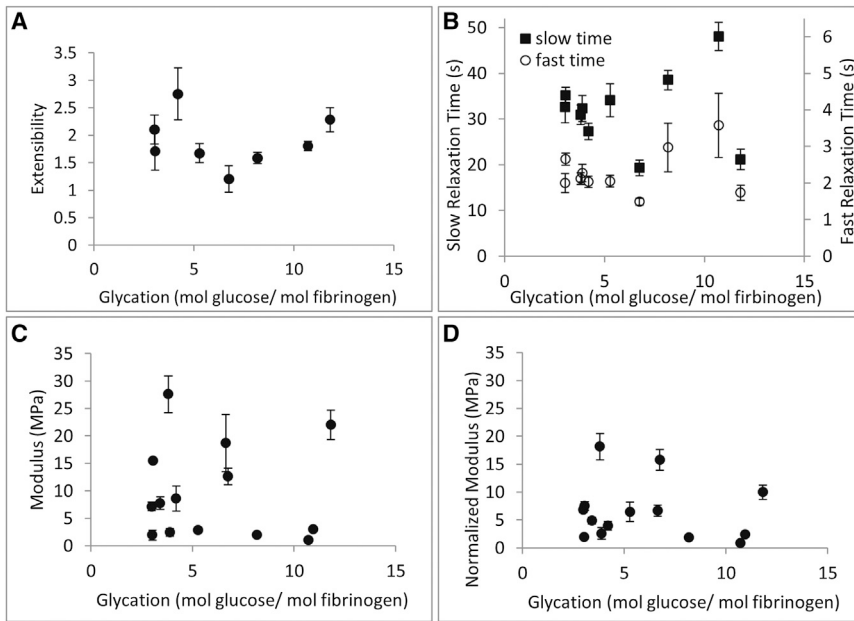 A
3.5
3
2.5
2
1.5
1
0.5
0
Extensibility
0 5 10 15
Glycation (mol glucose/ mol fibrinogen)
B
50
40
30
20
10
0
Slow Relaxation Time (s)
slow time
fast time
6
5
4
3
2
1
0
Fast Relaxation Time (s)
0 5 10 15
Glycation (mol glucose/ mol firbinogen)
C
35
30
25
20
15
10
5
0
Modulus (MPa)
0 5 10 15
Glycation (mol glucose/ mol fibrinogen)
D
35
30
25
20
15
10
5
0
Normalized Modulus (MPa)
0 5 10 15
Glycation (mol glucose/ mol fibrinogen)